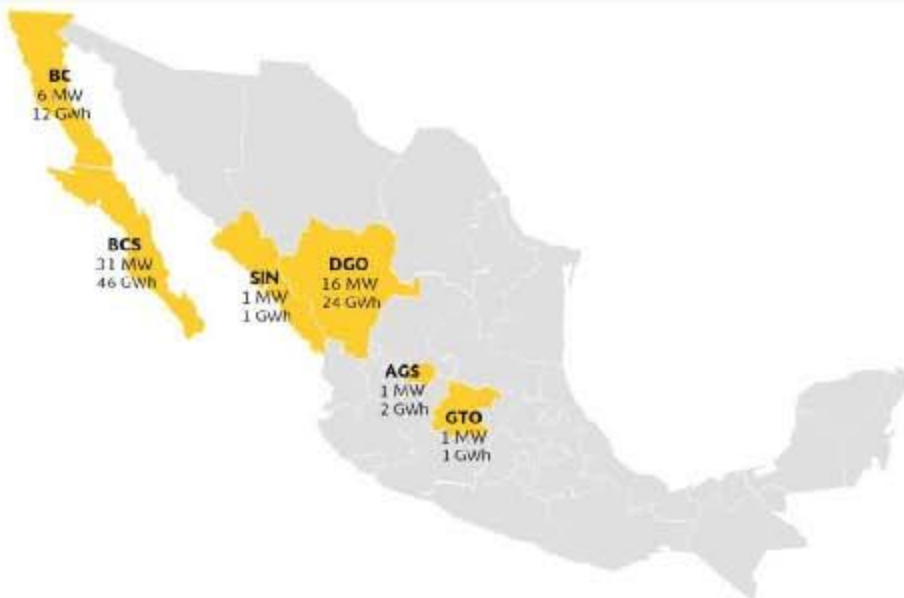 BC
6 MW
12 GWh
BCS
31 MW
46 GWh
SIN
1 MW
1 GWh
DGO
16 MW
24 GWh
AGS
1 MW
2 GWh
GTO
1 MW
1 GWh